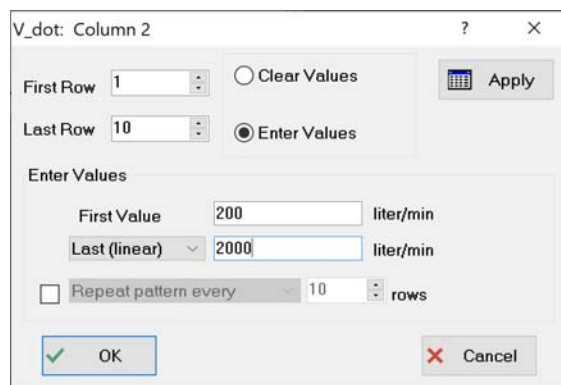 V_dot: Column 2 ?
First Row 1
Clear Values
Apply
Last Row 10
Enter Values
Enter Values
First Value 200 liter/min
Last (linear) 2000 liter/min
Repeat pattern every 10 rows
OK
Cancel